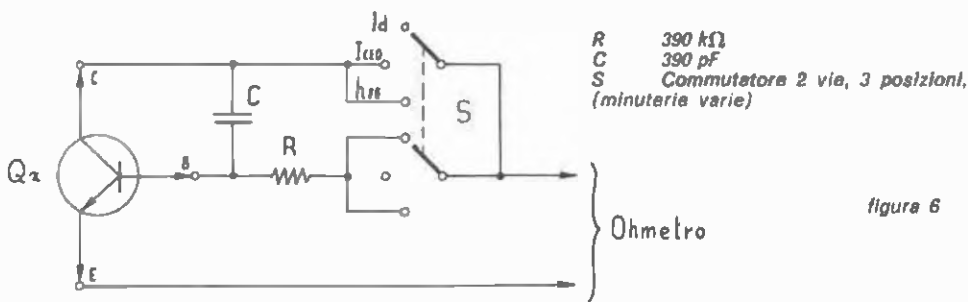 Id
C
ICEO
hFE
C
S
R
Qx
B
E
Ohmetro
R 390 kΩ
C 390 pF
S Commutatore 2 vie, 3 posizioni,
(minuterie varie)
figura 6